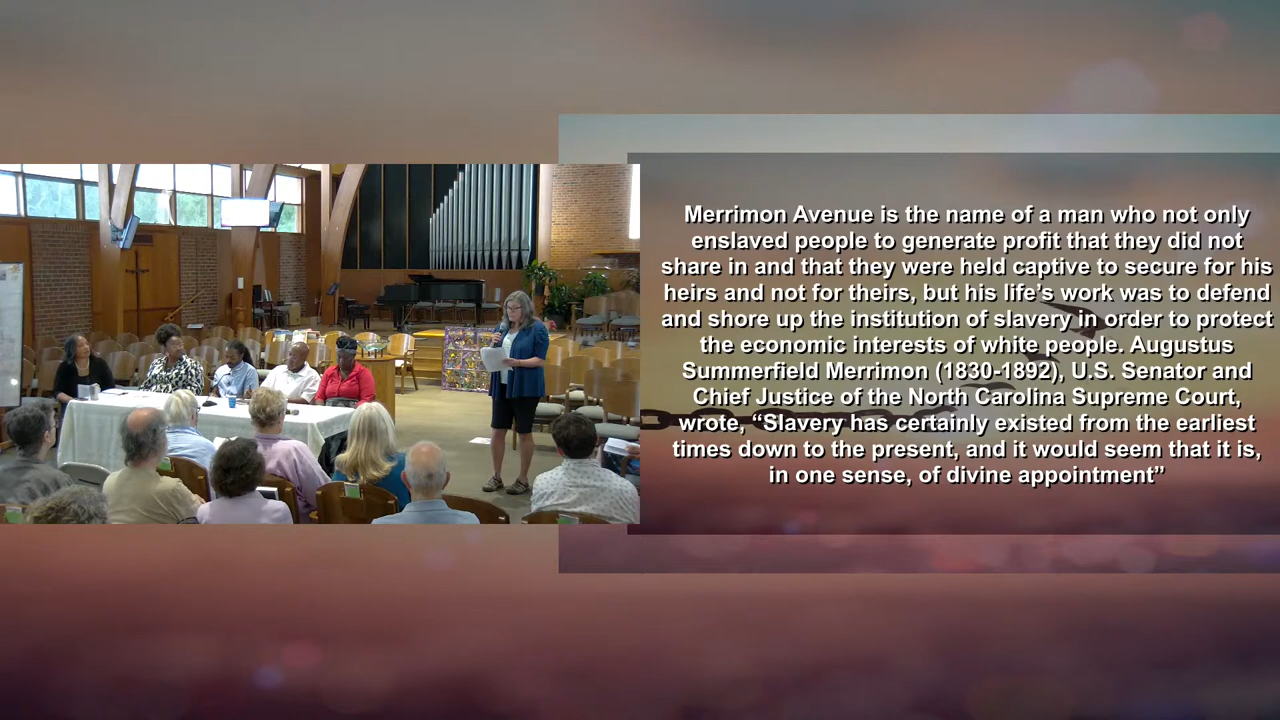 Merrimon Avenue is the name of a man who not only
enslaved people to generate profit that they did not
share in and that they were held captive to secure for his
heirs and not for theirs, but his life’s work was to defend
and shore up the institution of slavery in order to protect
the economic interests of white people. Augustus
Summerfield Merrimon (1830-1892), U.S. Senator and
Chief Justice of the North Carolina Supreme Court,
wrote, “Slavery has certainly existed from the earliest
times down to the present, and it would seem that it is,
in one sense, of divine appointment”